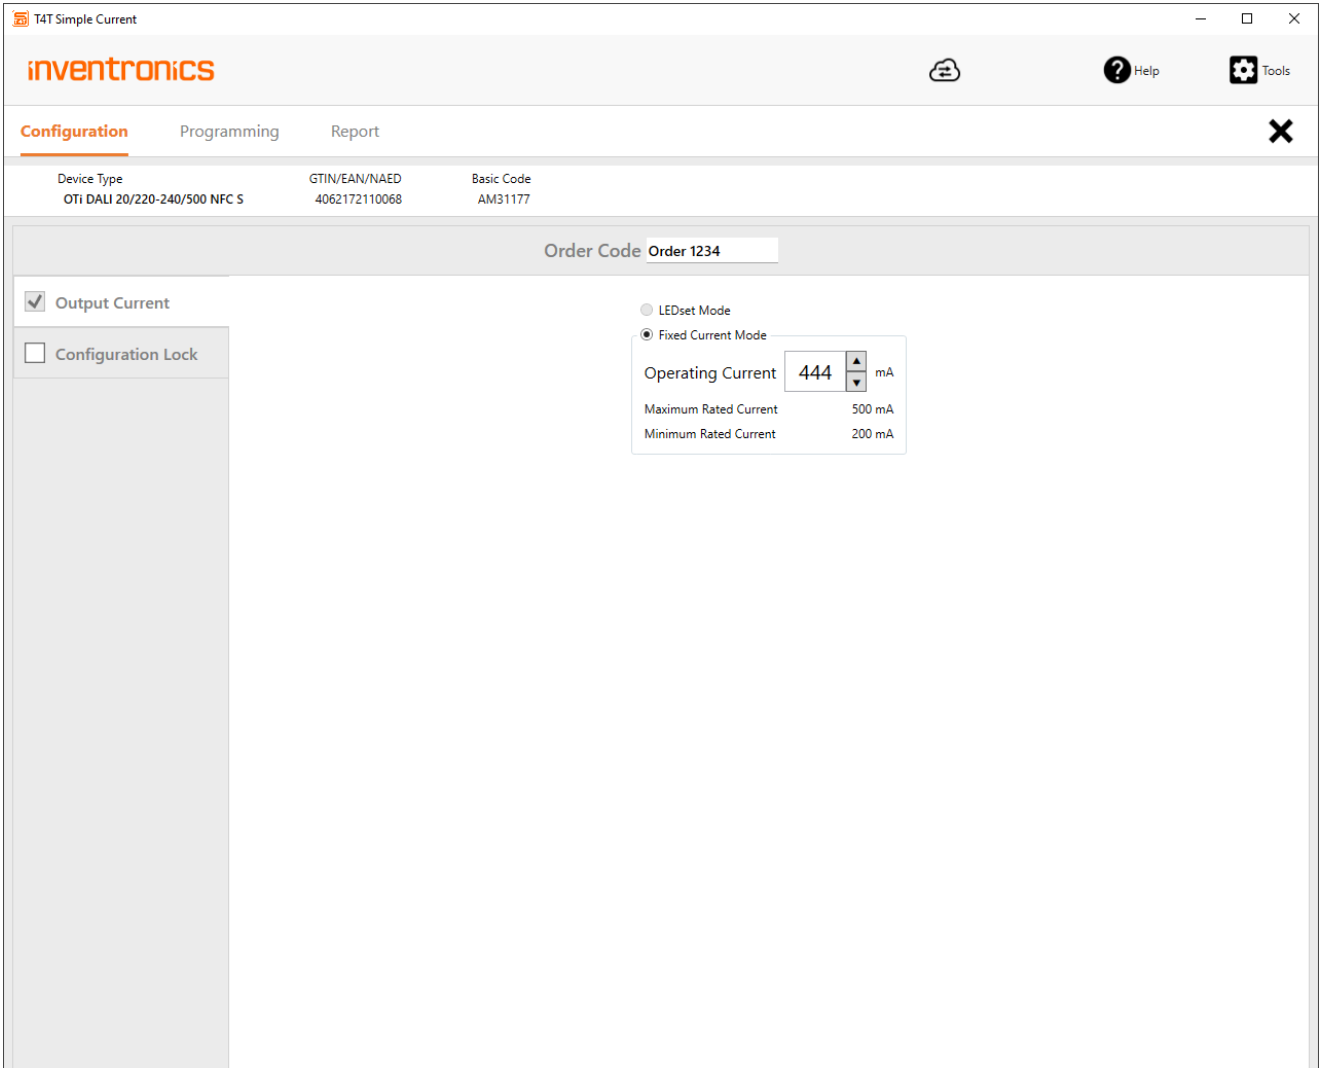 T4T Simple Current
inventronics
Help
Tools
Configuration Programming Report
Device Type GTIN/EAN/NAED Basic Code
OTi DALI 20/220-240/500 NFC S 4062172110068 AM31177
Order Code Order 1234
Output Current
Configuration Lock
LEDset Mode
Fixed Current Mode
Operating Current 444 mA
Maximum Rated Current 500 mA
Minimum Rated Current 200 mA